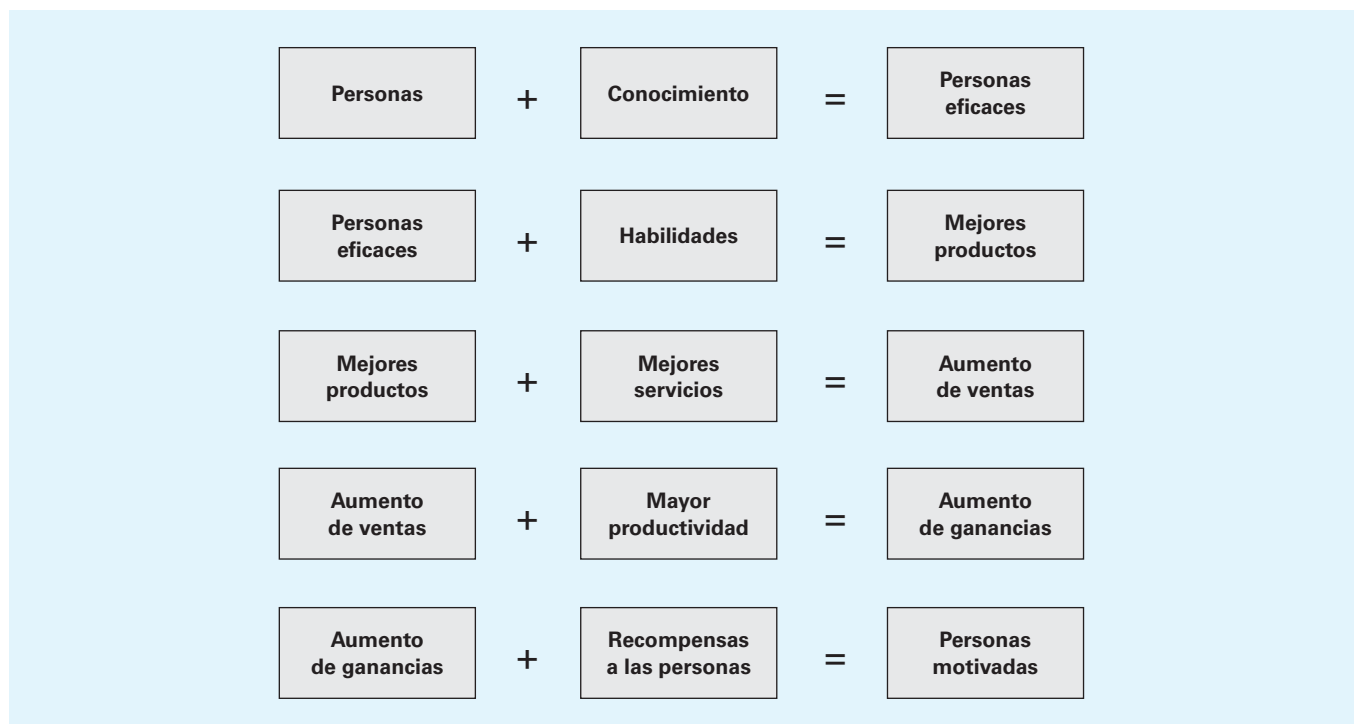 Personas + Conocimiento = Personas
eficaces
Personas
eficaces + Habilidades = Mejores
productos
Mejores
productos + Mejores
servicios = Aumento
de ventas
Aumento
de ventas + Mayor
productividad = Aumento
de ganancias
Aumento
de ganancias + Recompensas
a las personas = Personas
motivadas